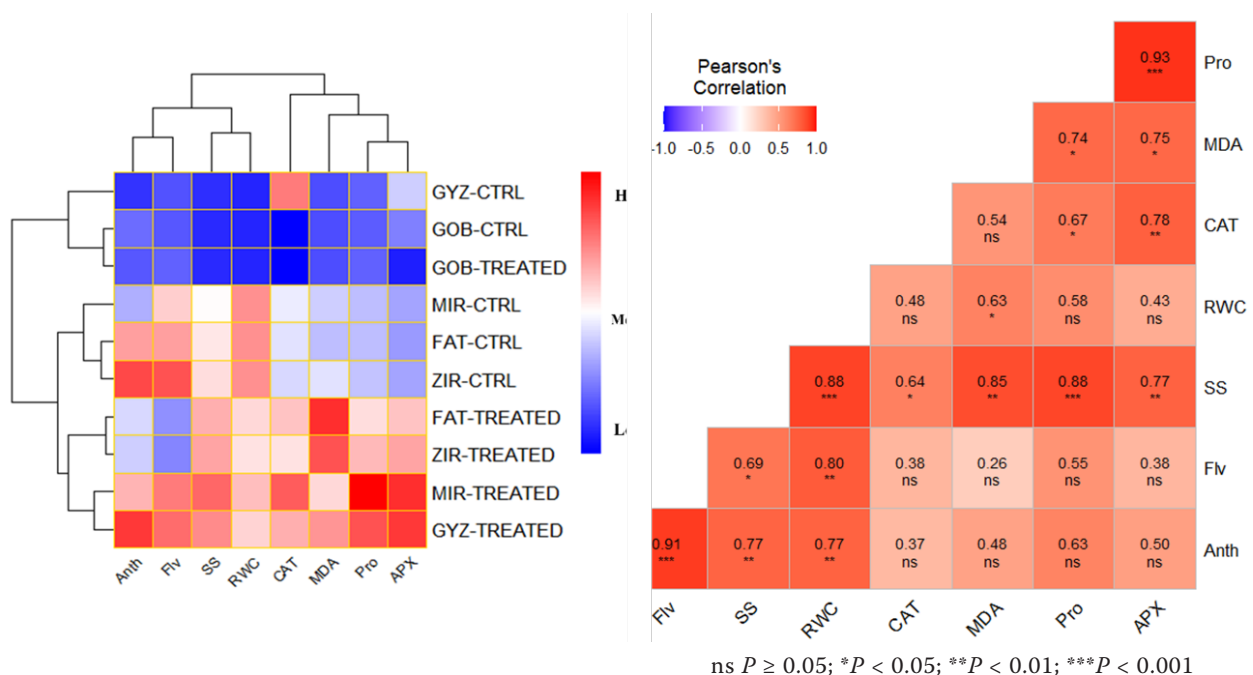 GYZ-CTRL
GOB-CTRL
GOB-TREATED
MIR-CTRL
FAT-CTRL
ZIR-CTRL
FAT-TREATED
ZIR-TREATED
MIR-TREATED
GYZ-TREATED
Anth Flv SS RWC CAT MDA Pro APX
H
M
L
Pearson's
Correlation
-1.0 -0.5 0.0 0.5 1.0
0.93 Pro
***
0.74 0.75 MDA
* *
0.54 0.67 0.78 CAT
ns * **
0.48 0.63 0.58 0.43 RWC
ns * ns ns
0.88 0.64 0.85 0.88 0.77 SS
*** * ** *** **
0.69 0.80 0.38 0.26 0.55 0.38 Flv
* ** ns ns ns ns
0.91 0.77 0.77 0.37 0.48 0.63 0.50 Anth
*** ** ** ns ns ns ns
Flv SS RWC CAT MDA Pro APX
ns P ≥ 0.05; *P < 0.05; **P < 0.01; ***P < 0.001